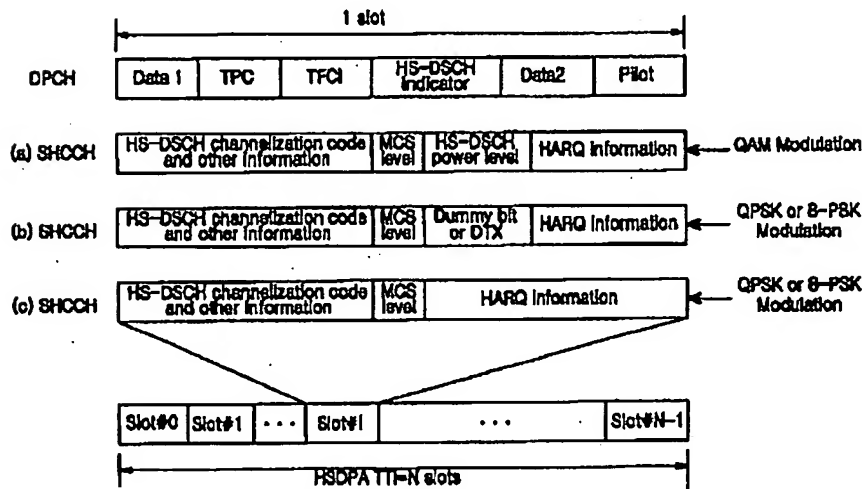 1 slot
DPCH
Data 1
TPC
TFCI
HS-DSCH
indicator
Data2
Pilot
(a) SHCCH
HS-DSCH channelization code
and other information
MCS
level
HS-DSCH
power level
HARQ information
QAM Modulation
(b) SHCCH
HS-DSCH channelization code
and other information
MCS
level
Dummy bit
or DTX
HARQ information
QPSK or 8-PSK
Modulation
(c) SHCCH
HS-DSCH channelization code
and other information
MCS
level
HARQ information
QPSK or 8-PSK
Modulation
Slot#0
Slot#1
...
Slot#i
...
Slot#N-1
HSDPA TTI=N slots